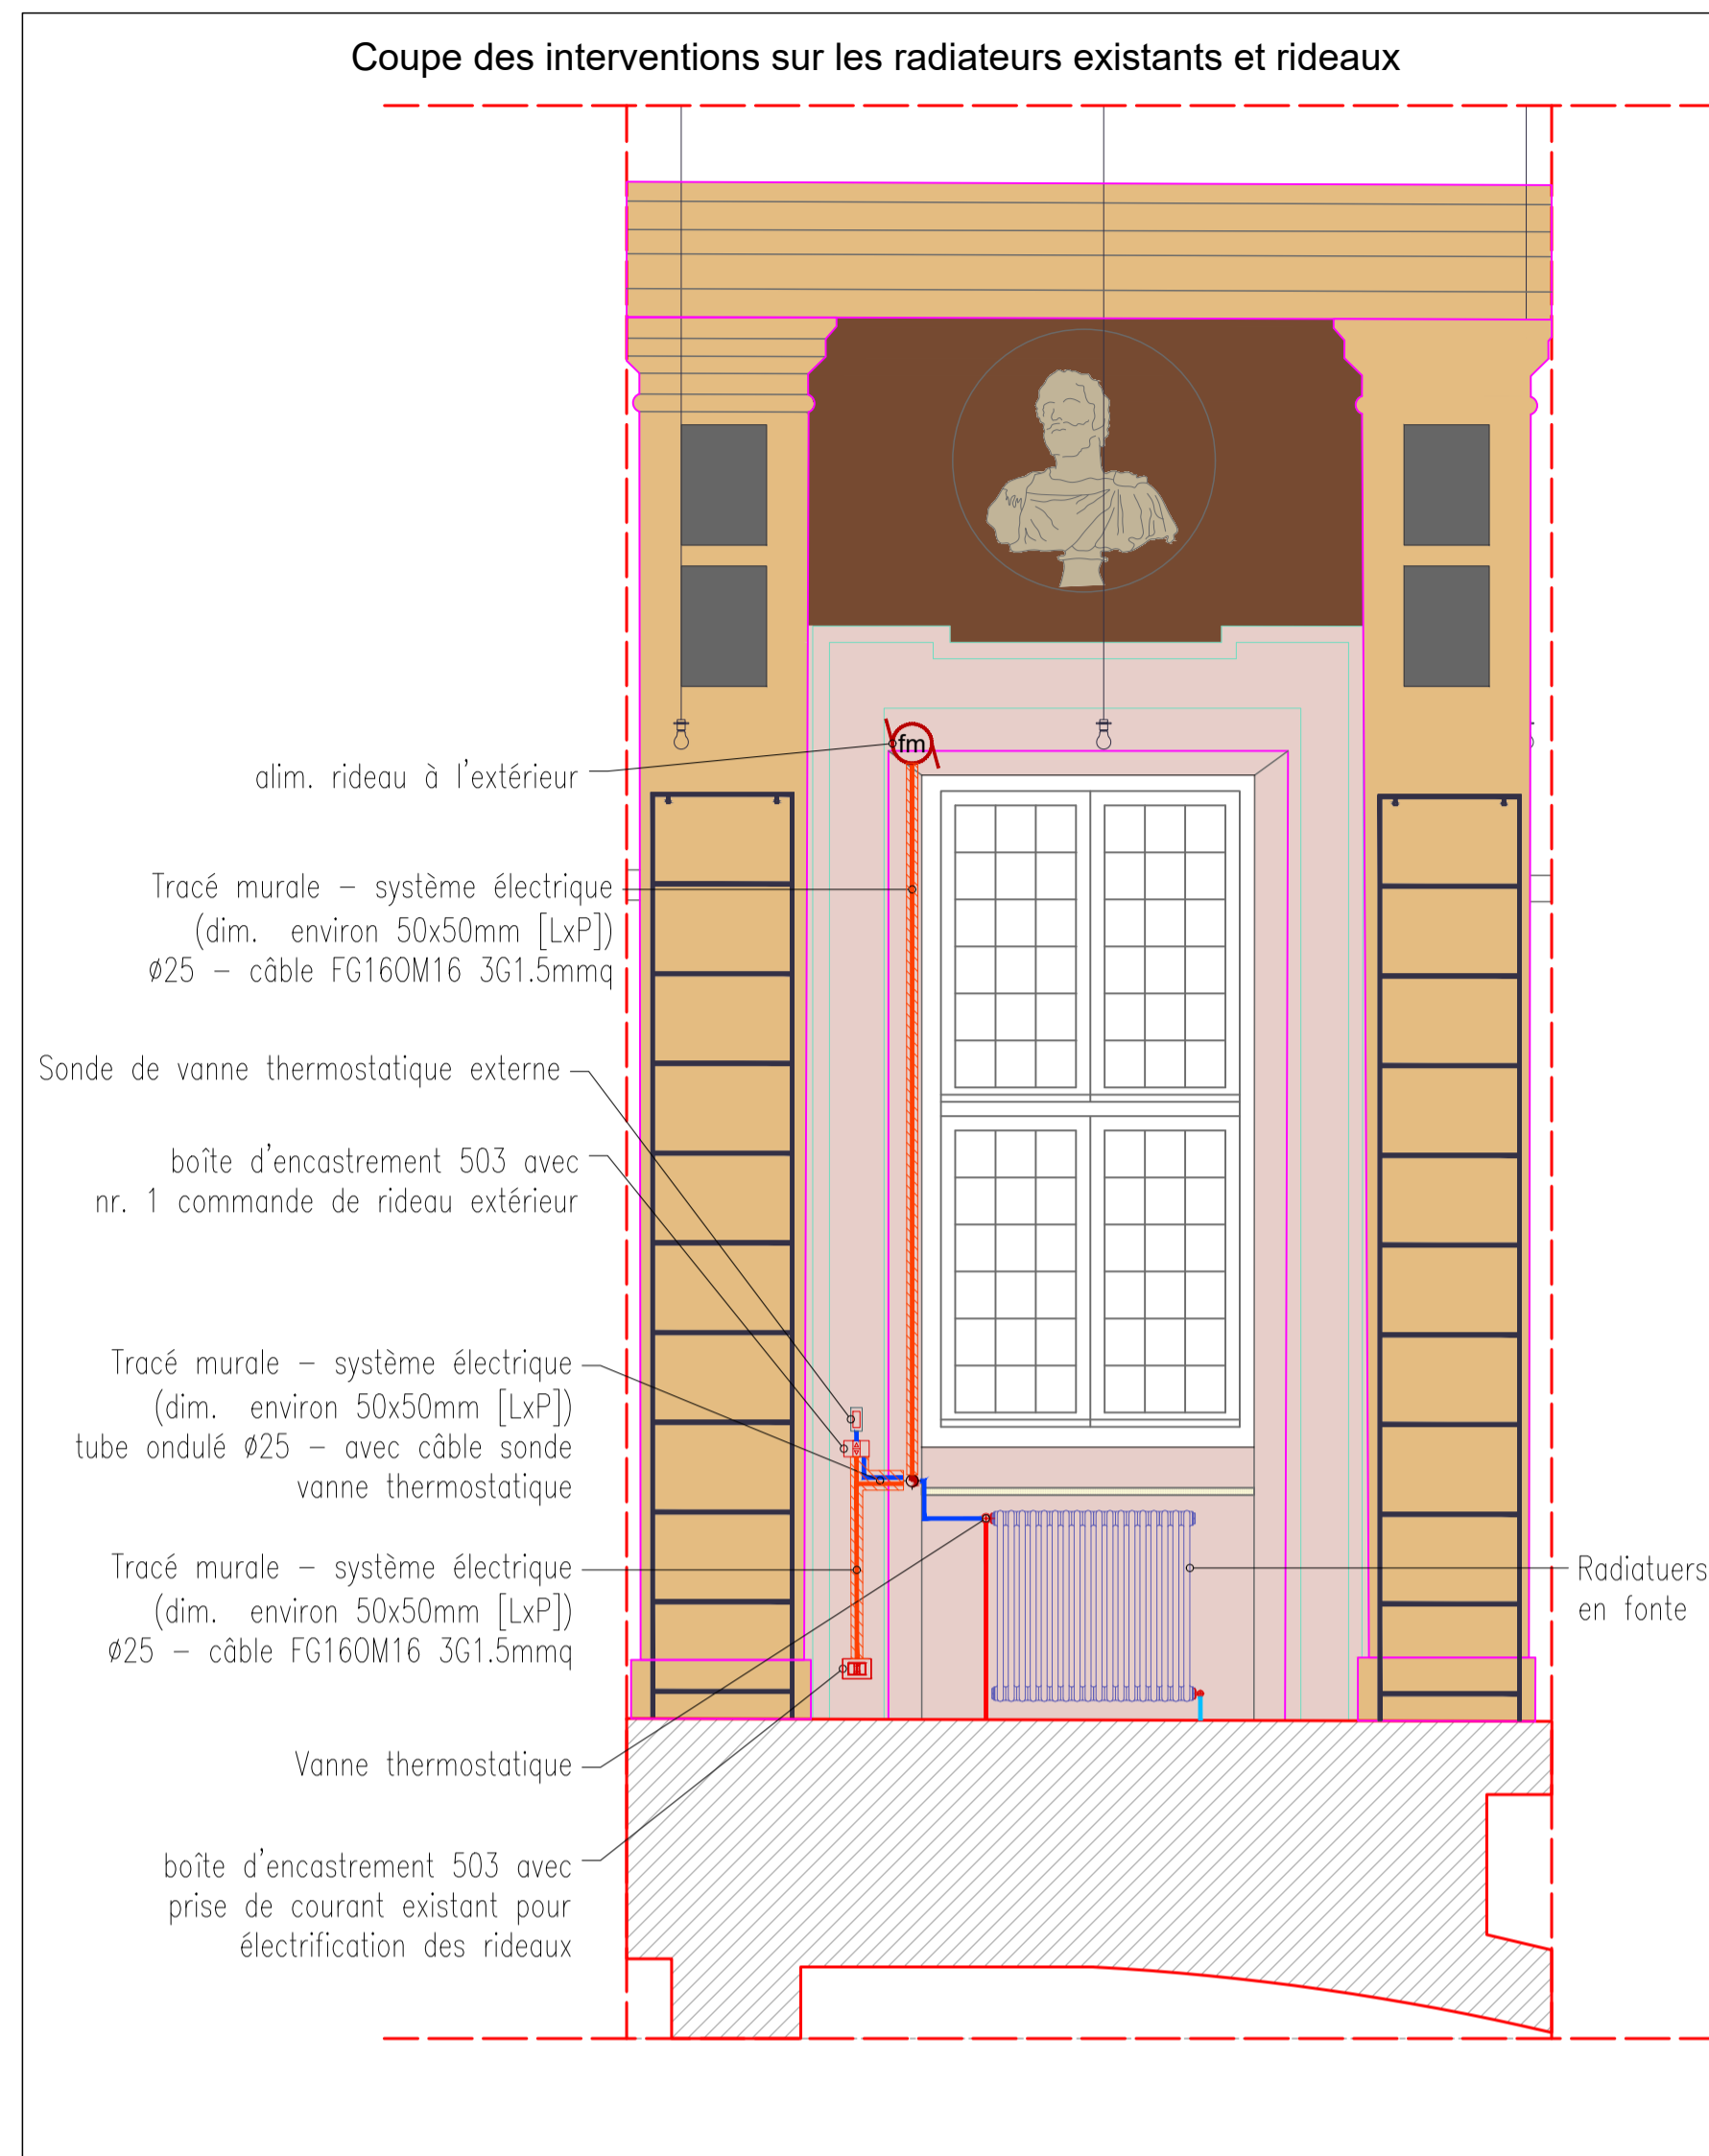 Coupe des interventions sur les radiateurs existants et rideaux
fm
alim. rideau à l'extérieur
Tracé murale – système électrique
(dim. environ 50x50mm [LxP])
ø25 – câble FG16OM16 3G1.5mmq
Sonde de vanne thermostatique externe
boîte d'encastrement 503 avec
nr. 1 commande de rideau extérieur
Tracé murale – système électrique
(dim. environ 50x50mm [LxP])
tube ondulé ø25 – avec câble sonde
vanne thermostatique
Tracé murale – système électrique
(dim. environ 50x50mm [LxP])
ø25 – câble FG16OM16 3G1.5mmq
Radiatuers
en fonte
Vanne thermostatique
boîte d'encastrement 503 avec
prise de courant existant pour
électrification des rideaux